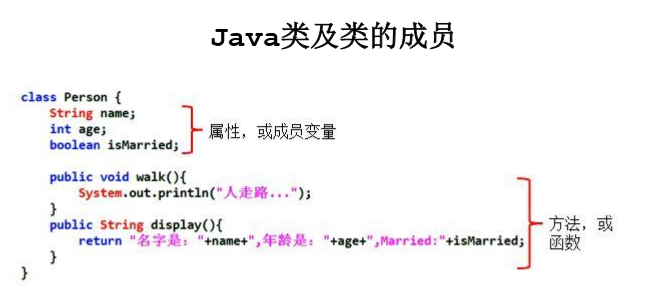 Java类及类的成员
class Person {
String name;
int age;
boolean isMarried;
属性，或成员变量
public void walk(){
System.out.println("人走路...");
}
public String display(){
return "名字是："+name+",年龄是："+age+",Married:"+isMarried;
}
}
方法，或
函数